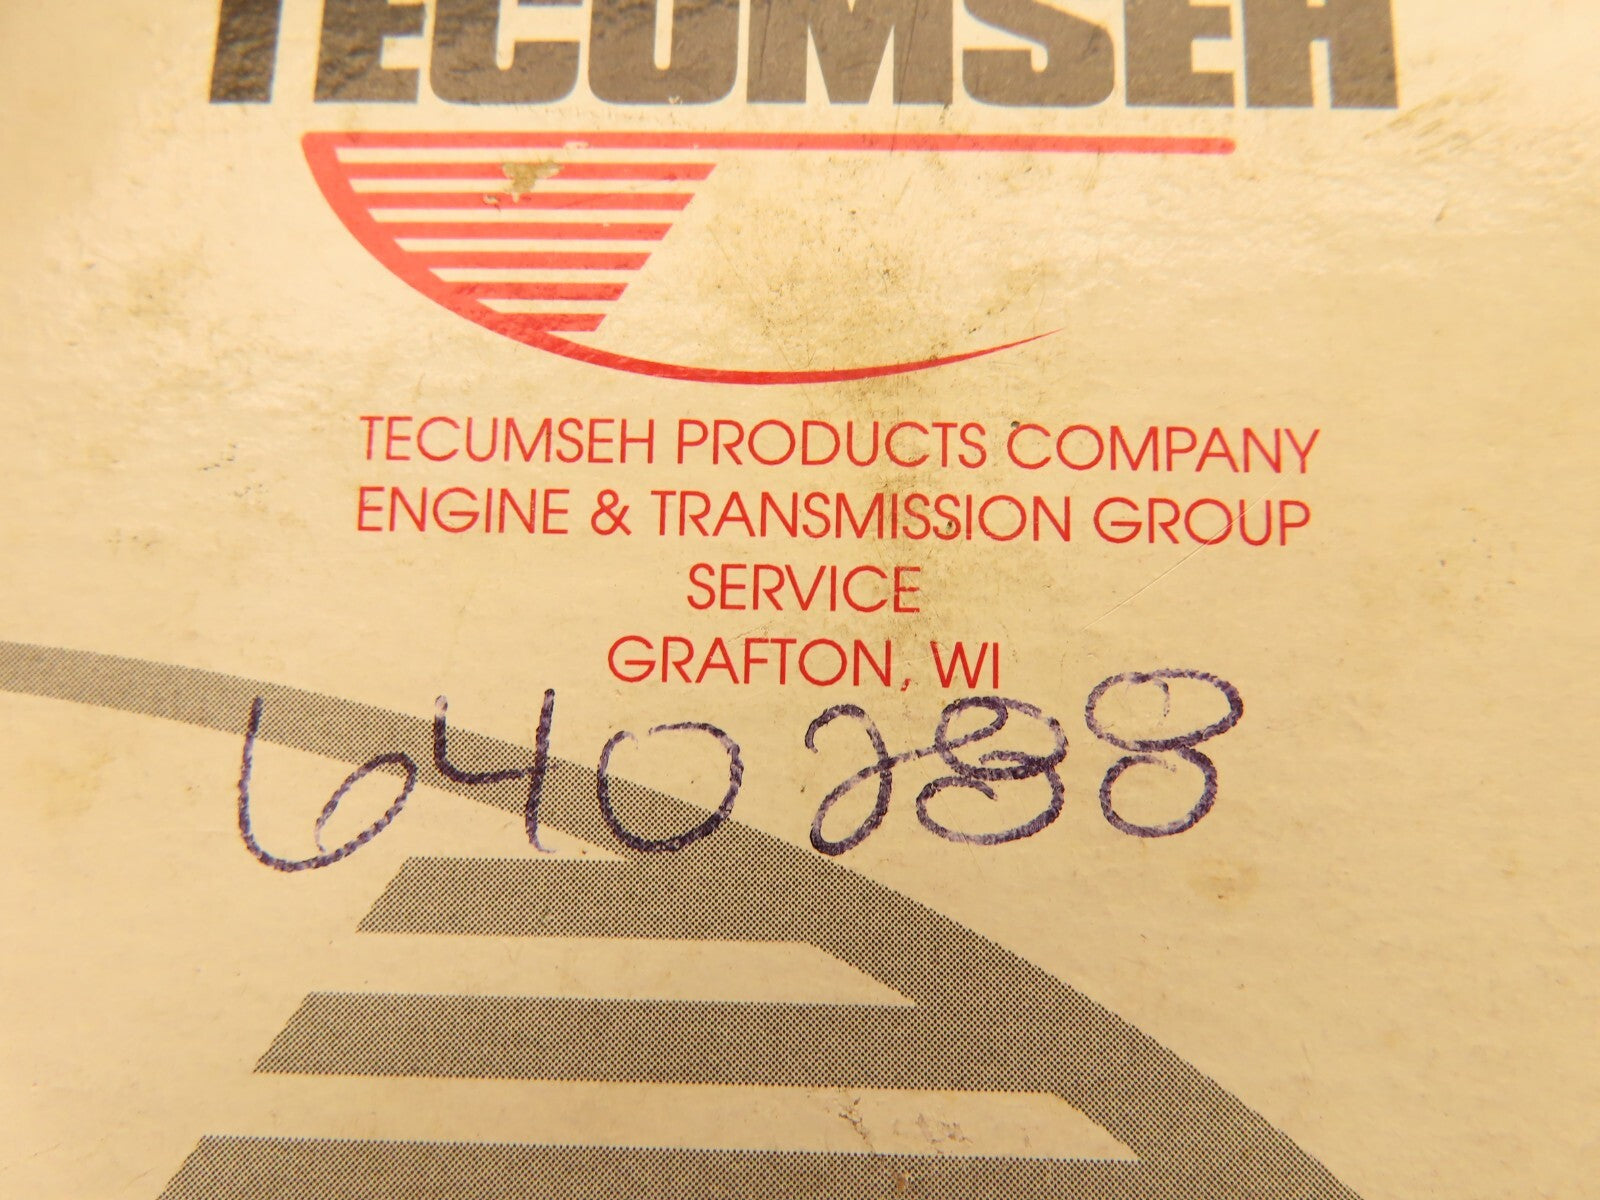 TECUMSEH
TECUMSEH PRODUCTS COMPANY
ENGINE & TRANSMISSION GROUP
SERVICE
GRAFTON, WI
640288